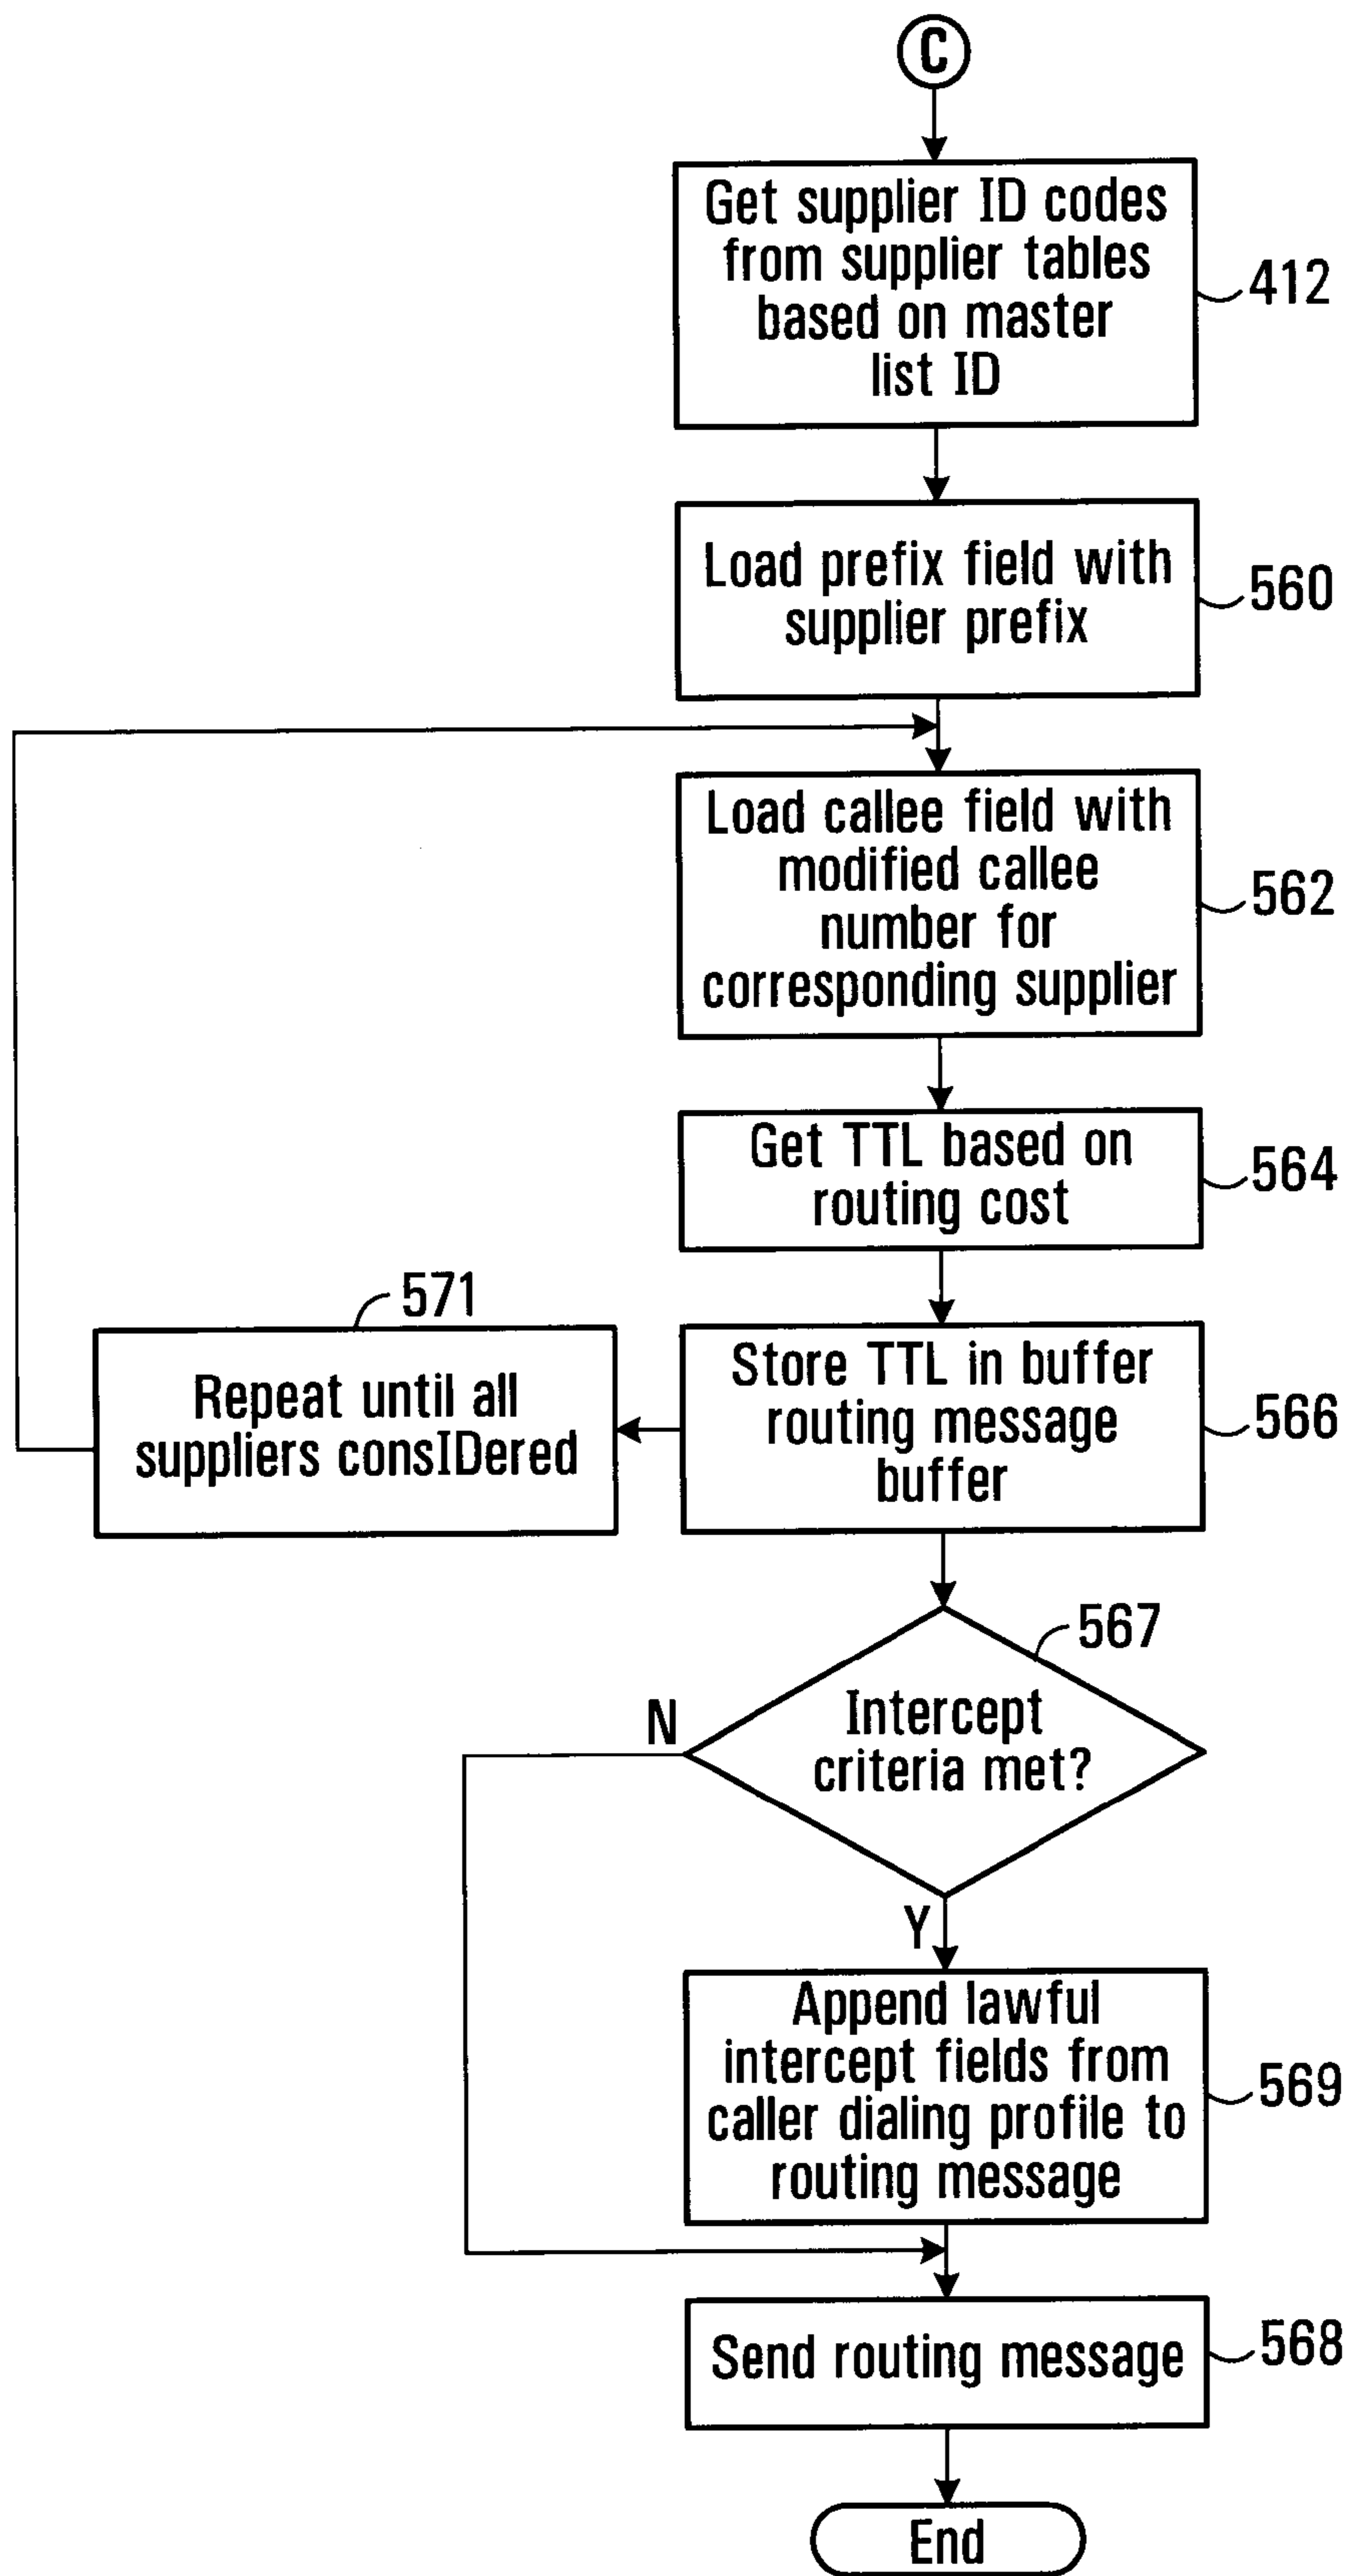 C
Get supplier ID codes
from supplier tables
based on master
list ID
412
Load prefix field with
supplier prefix
560
Load callee field with
modified callee
number for
corresponding supplier
562
Get TTL based on
routing cost
564
571
Repeat until all
suppliers consIDered
Store TTL in buffer
routing message
buffer
566
567
N
Intercept
criteria met?
Y
Append lawful
intercept fields from
caller dialing profile to
routing message
569
Send routing message
568
End